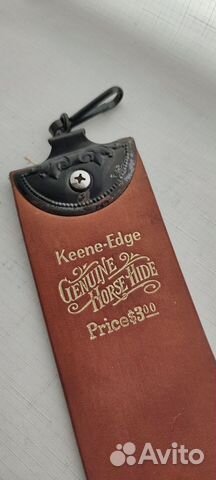 Keene-Edge
GENUINE
HORSE HIDE
Price $3.00
Avito